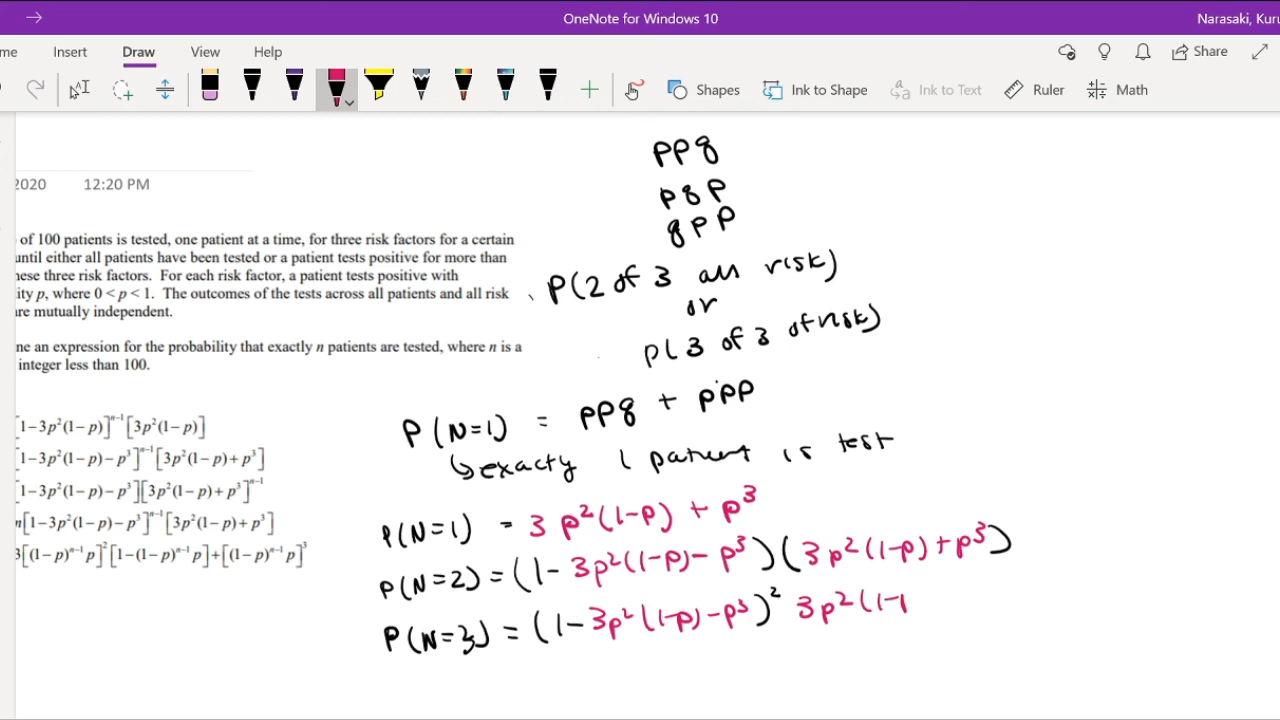 OneNote for Windows 10
Narasaki, Kuru
me Insert Draw View Help
Share
Shapes Ink to Shape Ink to Text Ruler Math
2020 12:20 PM
of 100 patients is tested, one patient at a time, for three risk factors for a certain
until either all patients have been tested or a patient tests positive for more than
hese three risk factors. For each risk factor, a patient tests positive with
ity p, where 0 < p < 1. The outcomes of the tests across all patients and all risk
re mutually independent.
ne an expression for the probability that exactly n patients are tested, where n is a
integer less than 100.
[1−3p²(1−p)]ⁿ⁻¹[3p²(1−p)]
[1−3p²(1−p)−p³]ⁿ⁻¹[3p²(1−p)+p³]
[1−3p²(1−p)−p³][3p²(1−p)+p³]ⁿ⁻¹
n[1−3p²(1−p)−p³]ⁿ⁻¹[3p²(1−p)+p³]
3[(1−p)ⁿ⁻¹p]²[1−(1−p)ⁿ⁻¹p]+[(1−p)ⁿ⁻¹p]³
ppq
pqp
qpp
P(2 of 3 are risk)
or
p(3 of 3 of risk)
P(N=1) = ppq + ppp
↳exacty 1 patient is test
P(N=1) = 3p²(1-p) + p³
P(N=2) = (1-3p²(1-p)-p³)(3p²(1-p)+p³)
P(N=3) = (1-3p²(1-p)-p³)² 3p²(1-